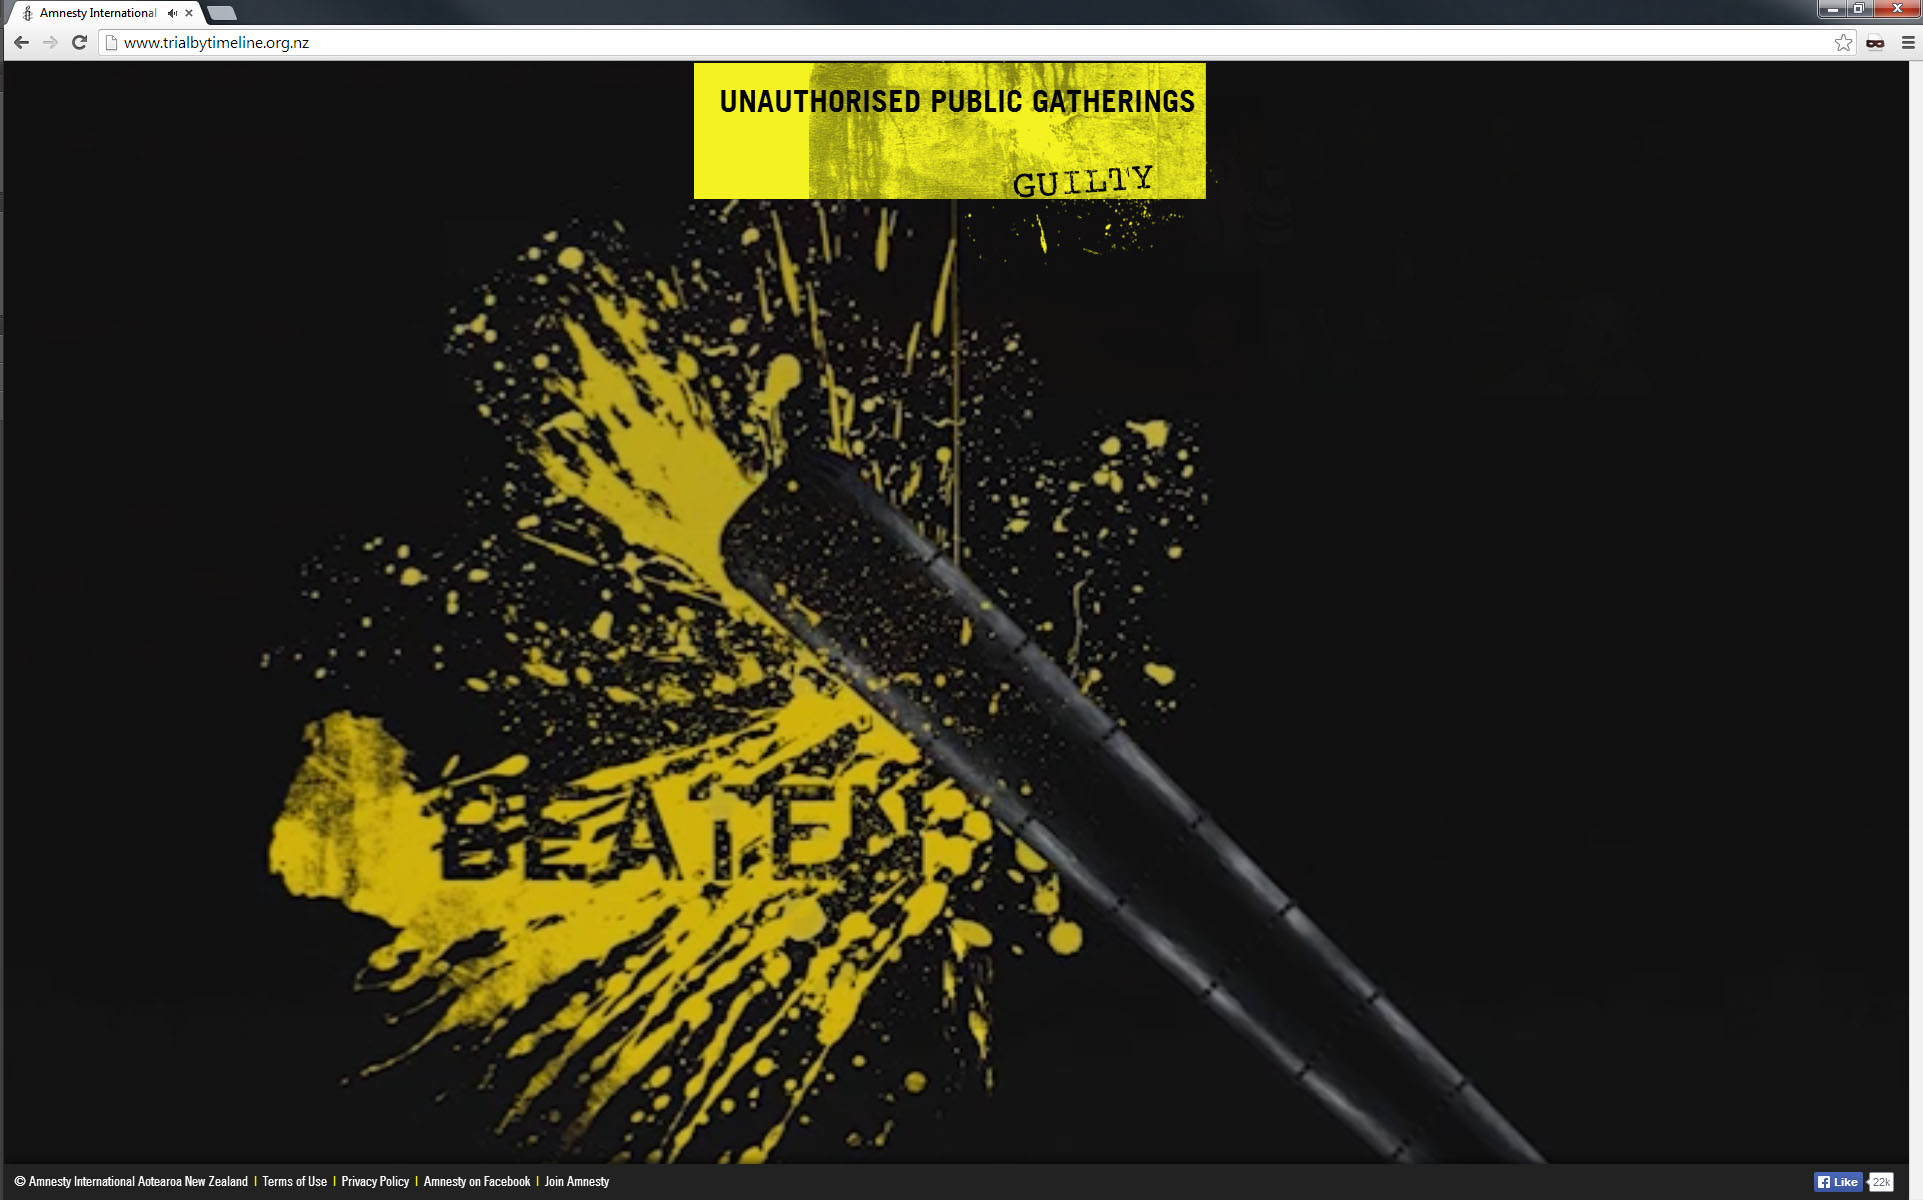 Amnesty International
www.trialbytimeline.org.nz
UNAUTHORISED PUBLIC GATHERINGS
GUILTY
BEATEN
© Amnesty International Aotearoa New Zealand | Terms of Use | Privacy Policy | Amnesty on Facebook | Join Amnesty
Like 22k